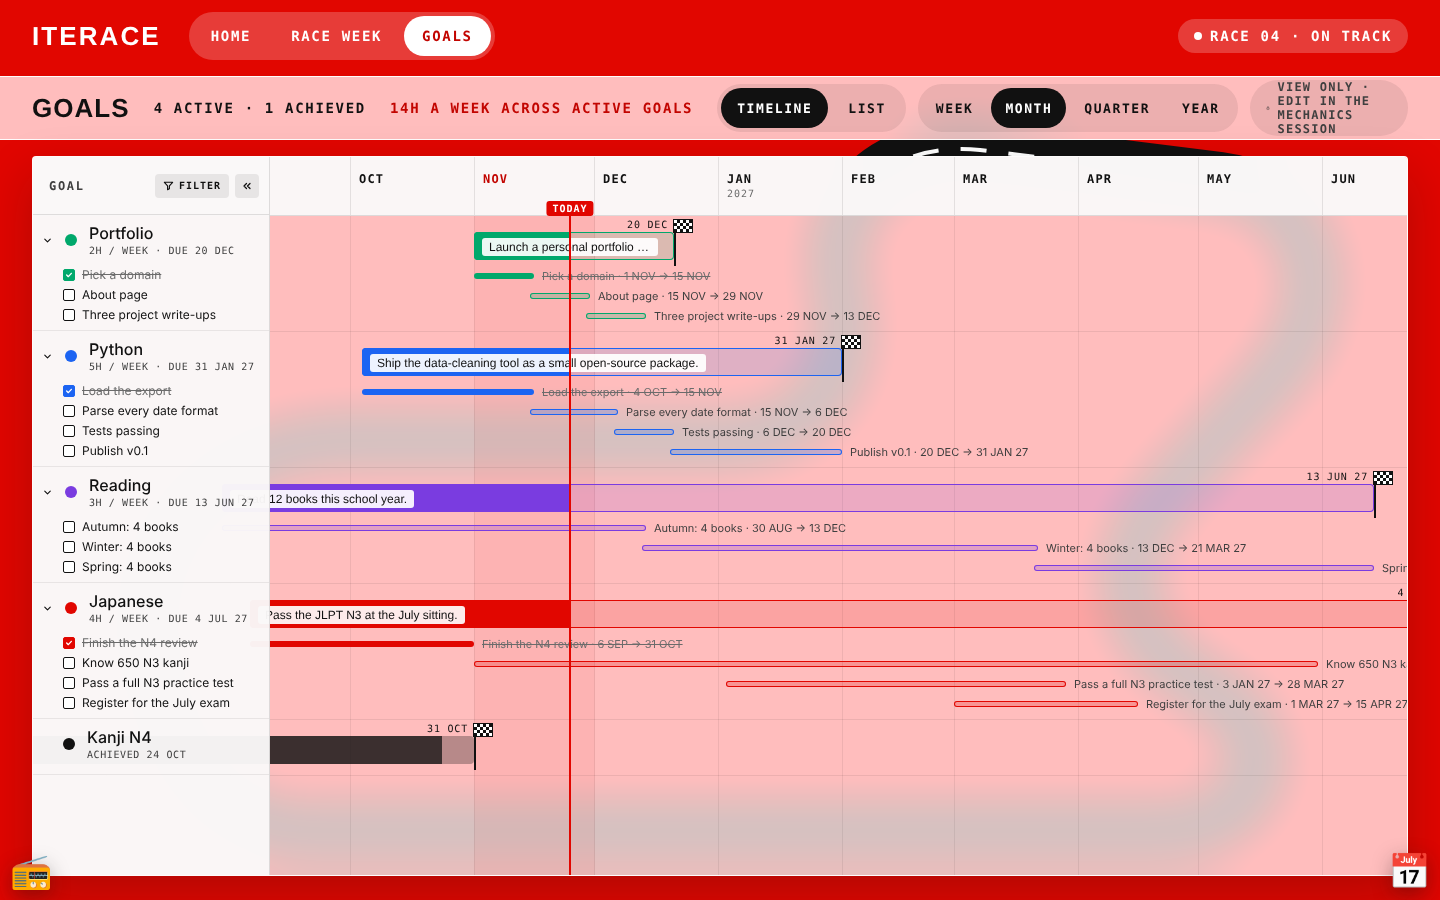 ITERACE
HOME
RACE WEEK
GOALS
RACE 04 · ON TRACK
GOALS
4 ACTIVE · 1 ACHIEVED
14H A WEEK ACROSS ACTIVE GOALS
TIMELINE
LIST
WEEK
MONTH
QUARTER
YEAR
VIEW ONLY ·
EDIT IN THE
MECHANICS
SESSION
GOAL
FILTER
«
OCT
NOV
DEC
JAN
2027
FEB
MAR
APR
MAY
JUN
TODAY
Portfolio
2H / WEEK · DUE 20 DEC
20 DEC
Launch a personal portfolio …
Pick a domain
Pick a domain · 1 NOV → 15 NOV
About page
About page · 15 NOV → 29 NOV
Three project write-ups
Three project write-ups · 29 NOV → 13 DEC
Python
5H / WEEK · DUE 31 JAN 27
31 JAN 27
Ship the data-cleaning tool as a small open-source package.
Load the export
Load the export · 4 OCT → 15 NOV
Parse every date format
Parse every date format · 15 NOV → 6 DEC
Tests passing
Tests passing · 6 DEC → 20 DEC
Publish v0.1
Publish v0.1 · 20 DEC → 31 JAN 27
Reading
3H / WEEK · DUE 13 JUN 27
13 JUN 27
12 books this school year.
Autumn: 4 books
Autumn: 4 books · 30 AUG → 13 DEC
Winter: 4 books
Winter: 4 books · 13 DEC → 21 MAR 27
Spring: 4 books
Sprin
Japanese
4H / WEEK · DUE 4 JUL 27
4
Pass the JLPT N3 at the July sitting.
Finish the N4 review
Finish the N4 review · 6 SEP → 31 OCT
Know 650 N3 kanji
Know 650 N3 k
Pass a full N3 practice test
Pass a full N3 practice test · 3 JAN 27 → 28 MAR 27
Register for the July exam
Register for the July exam · 1 MAR 27 → 15 APR 27
Kanji N4
ACHIEVED 24 OCT
31 OCT
July
17